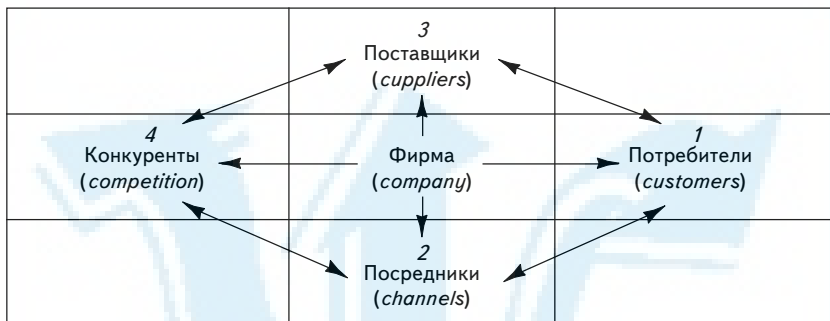 3
Поставщики
(cuppliers)
4
Конкуренты
(competition)
Фирма
(company)
1
Потребители
(customers)
2
Посредники
(channels)